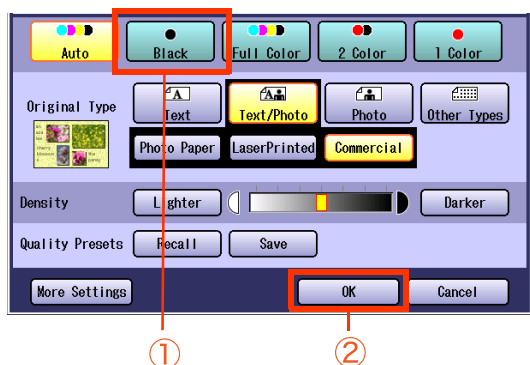 Auto Black Full Color 2 Color 1 Color
Original Type Text Text/Photo Photo Other Types
Photo Paper LaserPrinted Commercial
Density Lighter Darker
Quality Presets Recall Save
More Settings OK Cancel
① ②